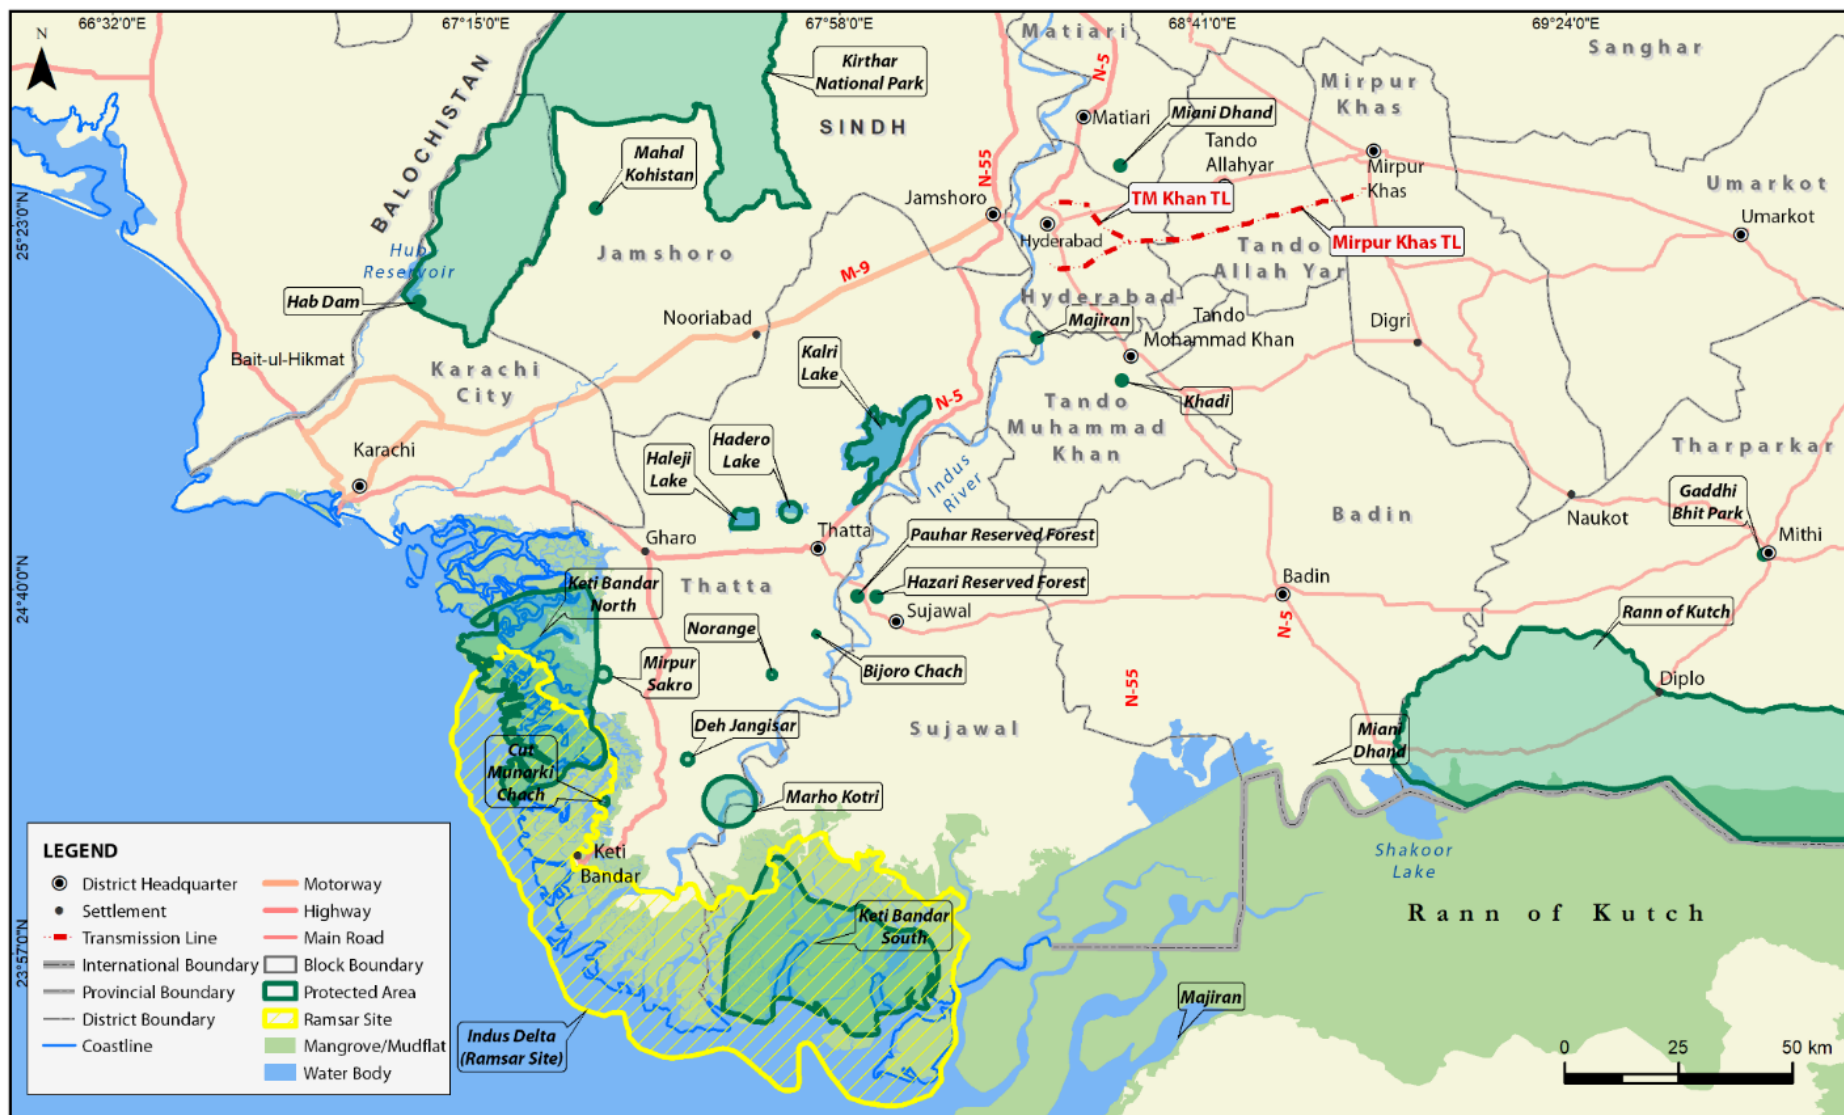 66°32'0"E
67°15'0"E
67°58'0"E
68°41'0"E
69°24'0"E
25°23'0"N
24°40'0"N
23°57'0"N
N
BALOCHISTAN
SINDH
Kirthar
National Park
Mahal
Kohistan
Hub
Reservoir
Hab Dam
Bait-ul-Hikmat
Jamshoro
Karachi
City
Karachi
Nooriabad
M-9
Jamshoro
N-55
N-5
Matiari
Matiari
Miani Dhand
Tando
Allahyar
Mirpur
Khas
Mirpur
Khas
Sanghar
Umarkot
Umarkot
TM Khan TL
Mirpur Khas TL
Hyderabad
Hyderabad
Tando
Allah Yar
Majiran
Tando
Mohammad Khan
Digri
Khadi
Tando
Muhammad
Khan
Kalri
Lake
N-5
Indus
River
Hadero
Lake
Haleji
Lake
Gharo
Thatta
Thatta
Pauhar Reserved Forest
Hazari Reserved Forest
Sujawal
Badin
Badin
N-5
Naukot
Tharparkar
Gaddhi
Bhit Park
Mithi
Rann of Kutch
Diplo
Keti Bandar
North
Mirpur
Sakro
Norange
Bijoro Chach
Deh Jangisar
Sujawal
N-55
Miani
Dhand
Cut
Munarki
Chach
Marho Kotri
Keti
Bandar
Keti Bandar
South
Shakoor
Lake
Rann of Kutch
Majiran
Indus Delta
(Ramsar Site)
LEGEND
District Headquarter
Settlement
Transmission Line
International Boundary
Provincial Boundary
District Boundary
Coastline
Motorway
Highway
Main Road
Block Boundary
Protected Area
Ramsar Site
Mangrove/Mudflat
Water Body
0 25 50 km